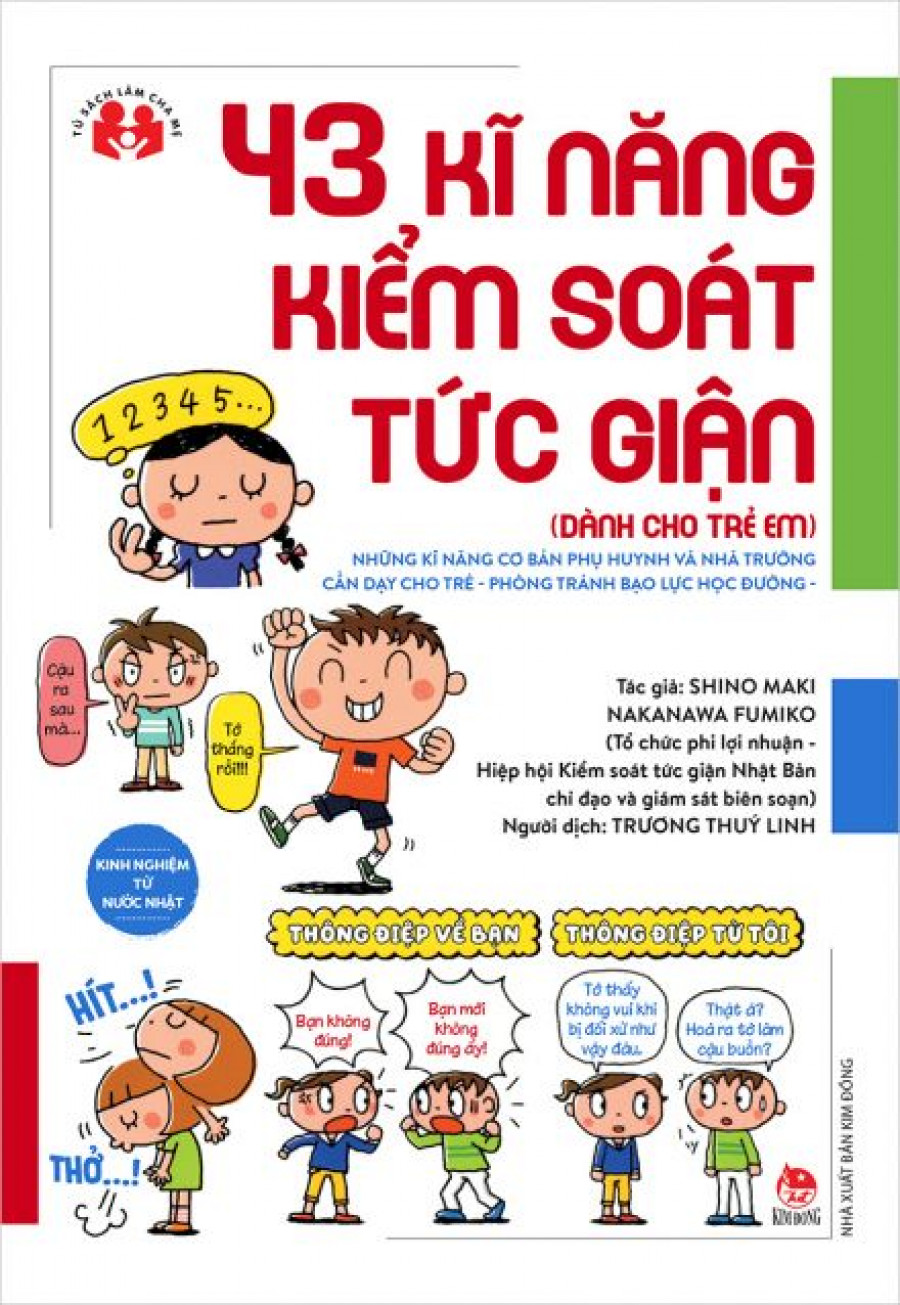 TỦ SÁCH LÀM CHA MẸ
43 KĨ NĂNG
KIỂM SOÁT
TỨC GIẬN
(DÀNH CHO TRẺ EM)
NHỮNG KĨ NĂNG CƠ BẢN PHỤ HUYNH VÀ NHÀ TRƯỜNG
CẦN DẠY CHO TRẺ - PHÒNG TRÁNH BẠO LỰC HỌC ĐƯỜNG -
1 2 3 4 5...
Cậu
ra
sau
mà...
Tớ
thắng
rồi!!!
Tác giả: SHINO MAKI
NAKANAWA FUMIKO
(Tổ chức phi lợi nhuận -
Hiệp hội Kiểm soát tức giận Nhật Bản
chỉ đạo và giám sát biên soạn)
Người dịch: TRƯƠNG THUỲ LINH
KINH NGHIỆM
TỪ
NƯỚC NHẬT
THÔNG ĐIỆP VỀ BẠN
THÔNG ĐIỆP TỪ TÔI
HÍT...!
THỞ...!
Bạn không
đúng!
Bạn mới
không
đúng ấy!
Tớ thấy
không vui khi
bị đối xử như
vậy đâu.
Thật á?
Hoá ra tớ làm
cậu buồn?
KIM ĐỒNG
NHÀ XUẤT BẢN KIM ĐỒNG